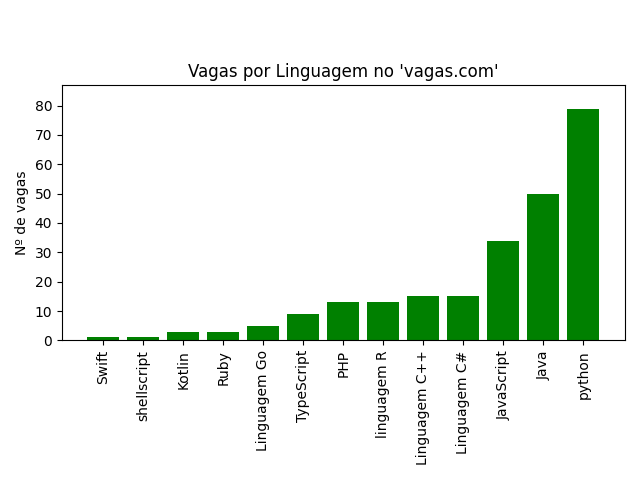 Vagas por Linguagem no 'vagas.com'
Nº de vagas
80
70
60
50
40
30
20
10
0
Swift
shellscript
Kotlin
Ruby
Linguagem Go
TypeScript
PHP
linguagem R
Linguagem C++
Linguagem C#
JavaScript
Java
python